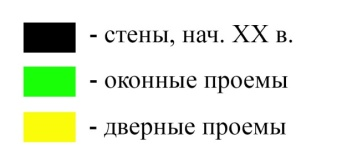 - стены, нач. XX в.
- оконные проемы
- дверные проемы